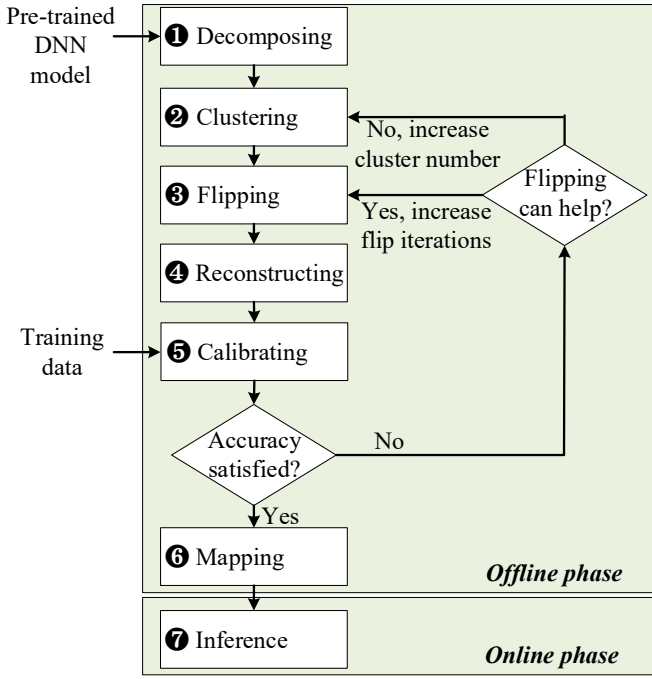 Pre-trained
DNN
model
❶ Decomposing
❷ Clustering
No, increase
cluster number
Flipping
can help?
❸ Flipping
Yes, increase
flip iterations
❹ Reconstructing
Training
data
❺ Calibrating
Accuracy
satisfied?
No
Yes
❻ Mapping
Offline phase
❼ Inference
Online phase